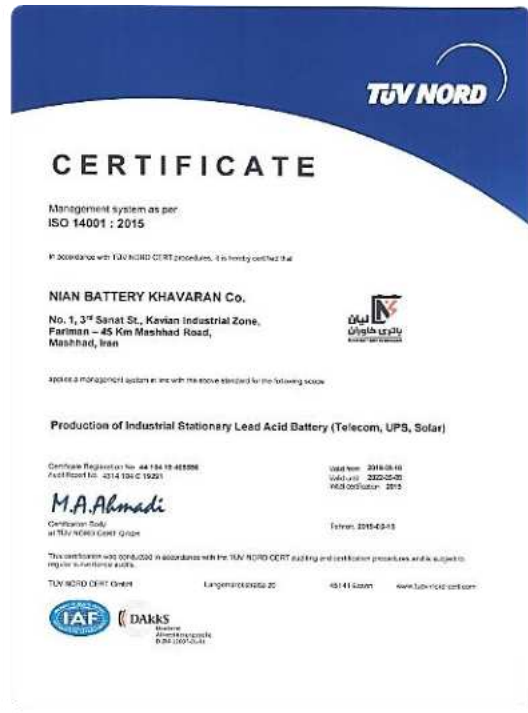 TÜV NORD
CERTIFICATE
Management system as per
ISO 14001 : 2015
In accordance with TÜV NORD CERT procedures, it is hereby certified that
NIAN BATTERY KHAVARAN Co.
No. 1, 3rd Sanat St., Kavian Industrial Zone,
Fariman – 45 Km Mashhad Road,
Mashhad, Iran
نیان
باتری خاوران
applies a management system in line with the above standard for the following scope
Production of Industrial Stationary Lead Acid Battery (Telecom, UPS, Solar)
Certificate Registration No.
Audit Report No.
Valid from
Valid until
Initial certification 2015
M.A.Ahmadi
Certification Body
at TÜV NORD CERT GmbH
Tehran,
This certification was conducted in accordance with the TÜV NORD CERT auditing and certification procedures and is subject to
regular surveillance audits.
TÜV NORD CERT GmbH Langemarckstraße 20 45141 Essen www.tuev-nord-cert.com
IAF
DAkkS
Deutsche
Akkreditierungsstelle